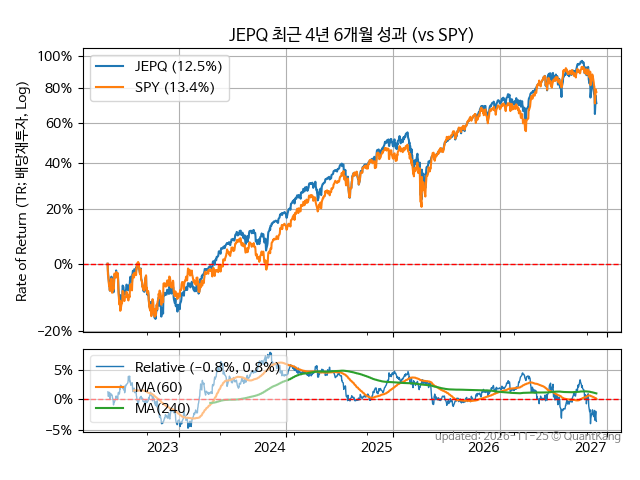 JEPQ 최근 4년 6개월 성과 (vs SPY)
Rate of Return (TR; 배당재투자, Log)
100%
80%
60%
40%
20%
0%
−20%
JEPQ (12.5%)
SPY (13.4%)
5%
0%
−5%
Relative (−0.8%, 0.8%)
MA(60)
MA(240)
2023
2024
2025
2026
2027
updated: 2026-11-25 © QuantKang